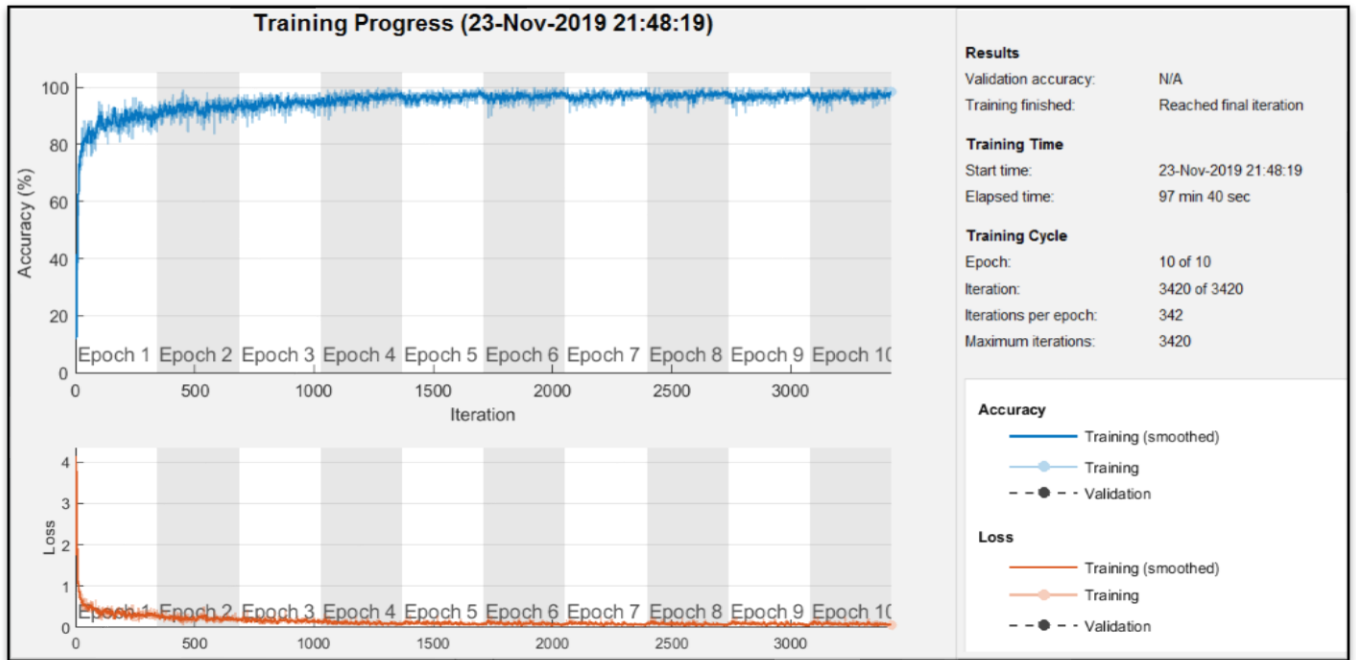 Training Progress (23-Nov-2019 21:48:19)
100
80
60
40
20
0
Accuracy (%)
Epoch 1 Epoch 2 Epoch 3 Epoch 4 Epoch 5 Epoch 6 Epoch 7 Epoch 8 Epoch 9 Epoch 10
0 500 1000 1500 2000 2500 3000
Iteration
4
3
2
1
0
Loss
Epoch 1 Epoch 2 Epoch 3 Epoch 4 Epoch 5 Epoch 6 Epoch 7 Epoch 8 Epoch 9 Epoch 10
0 500 1000 1500 2000 2500 3000
Results
Validation accuracy: N/A
Training finished: Reached final iteration
Training Time
Start time: 23-Nov-2019 21:48:19
Elapsed time: 97 min 40 sec
Training Cycle
Epoch: 10 of 10
Iteration: 3420 of 3420
Iterations per epoch: 342
Maximum iterations: 3420
Accuracy
Training (smoothed)
Training
Validation
Loss
Training (smoothed)
Training
Validation